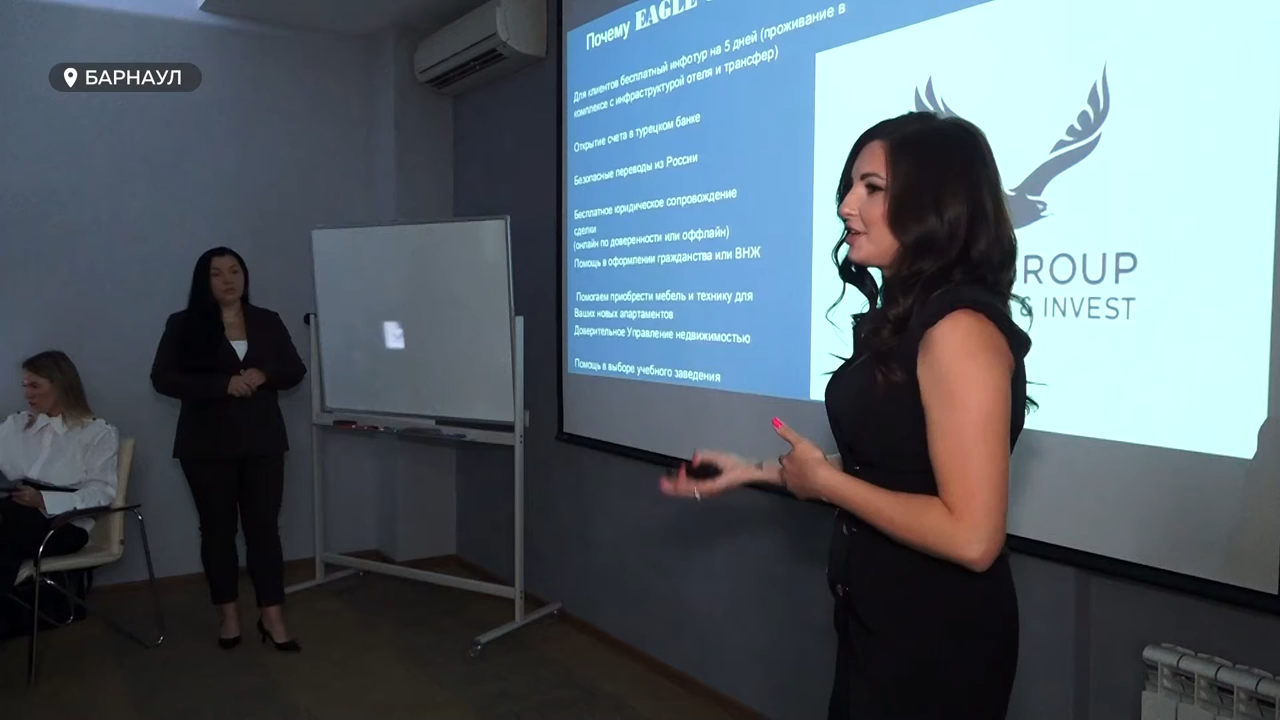 БАРНАУЛ
Почему EAGLE
Для клиентов бесплатный инфотур на 5 дней (проживание в
комплексе с инфраструктурой отеля и трансфер)
Открытие счета в турецком банке
Безопасные переводы из России
Бесплатное юридическое сопровождение
сделки
(онлайн по доверенности или оффлайн)
Помощь в оформлении гражданства или ВНЖ
Помогаем приобрести мебель и технику для
Ваших новых апартаментов
Доверительное Управление недвижимостью
Помощь в выборе учебного заведения
ROUP
& INVEST